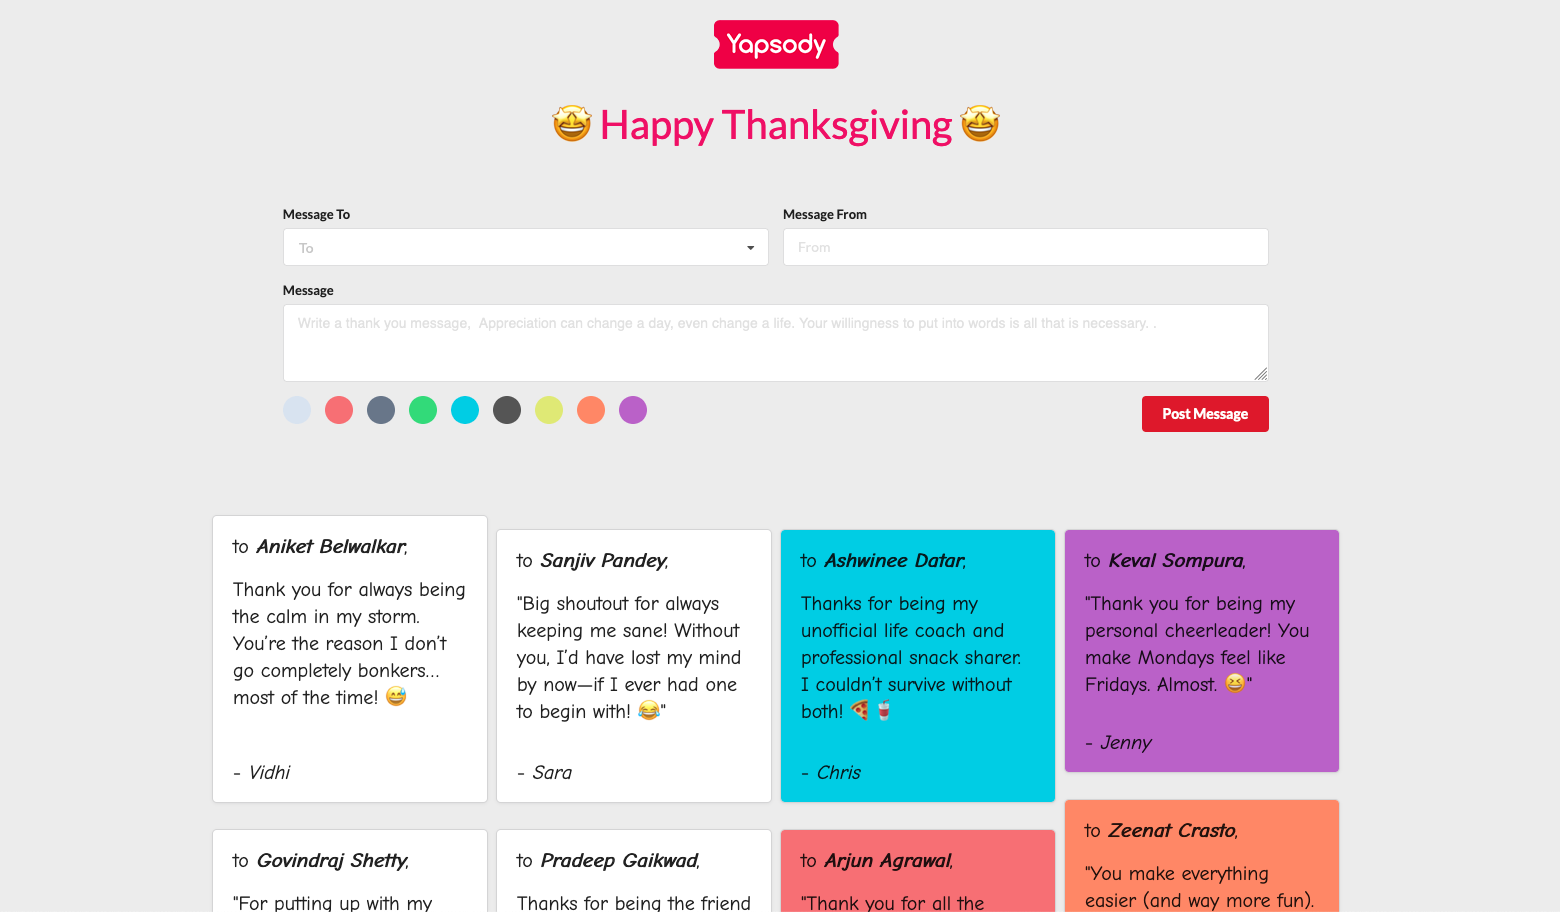 Yapsody
🤩 Happy Thanksgiving 🤩
Message To
Message From
To
From
Message
Write a thank you message,  Appreciation can change a day, even change a life. Your willingness to put into words is all that is necessary. .
Post Message
to Aniket Belwalkar,
Thank you for always being
the calm in my storm.
You’re the reason I don’t
go completely bonkers…
most of the time! 😅
- Vidhi
to Sanjiv Pandey,
"Big shoutout for always
keeping me sane! Without
you, I’d have lost my mind
by now—if I ever had one
to begin with! 😂"
- Sara
to Ashwinee Datar,
Thanks for being my
unofficial life coach and
professional snack sharer.
I couldn’t survive without
both! 🍕🥤
- Chris
to Keval Sompura,
"Thank you for being my
personal cheerleader! You
make Mondays feel like
Fridays. Almost. 😆"
- Jenny
to Govindraj Shetty,
"For putting up with my
to Pradeep Gaikwad,
Thanks for being the friend
to Arjun Agrawal,
"Thank you for all the
to Zeenat Crasto,
"You make everything
easier (and way more fun).